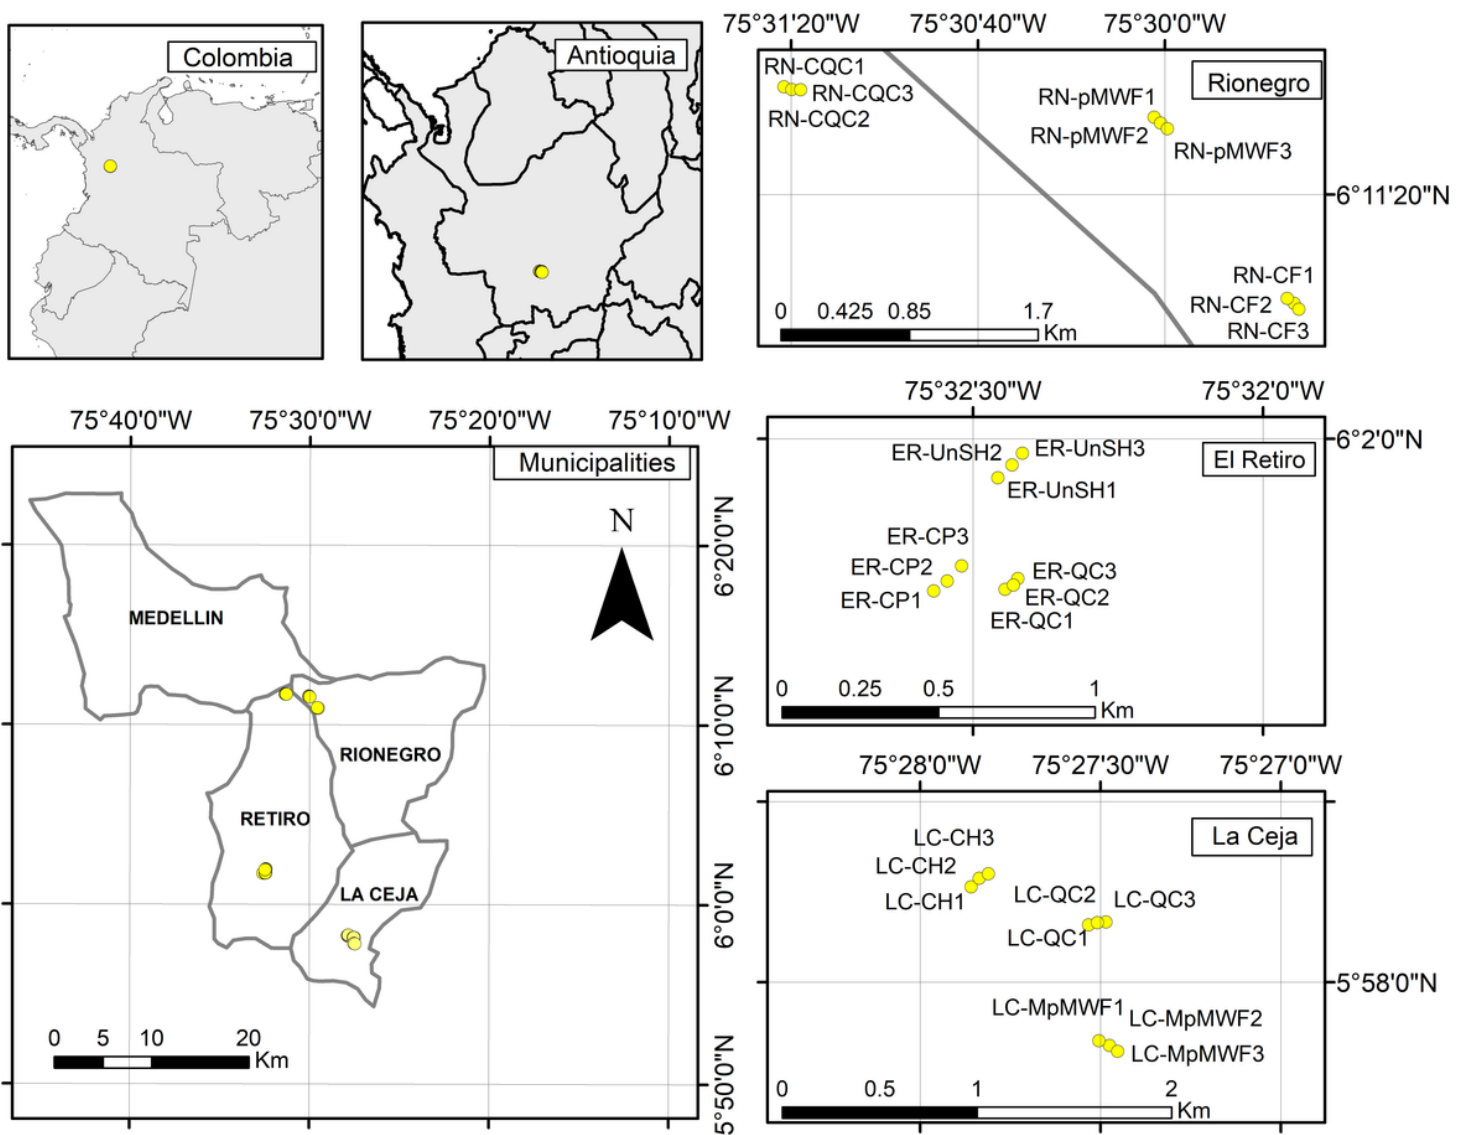 Colombia
Antioquia
75°31'20"W 75°30'40"W 75°30'0"W
Rionegro
RN-CQC1
RN-CQC3
RN-CQC2
RN-pMWF1
RN-pMWF2
RN-pMWF3
6°11'20"N
RN-CF1
RN-CF2
RN-CF3
0 0.425 0.85 1.7
Km
75°40'0"W 75°30'0"W 75°20'0"W 75°10'0"W
Municipalities
N
MEDELLIN
RIONEGRO
RETIRO
LA CEJA
6°20'0"N
6°10'0"N
6°0'0"N
5°50'0"N
0 5 10 20
Km
75°32'30"W 75°32'0"W
6°2'0"N
El Retiro
ER-UnSH2
ER-UnSH3
ER-UnSH1
ER-CP3
ER-CP2
ER-CP1
ER-QC3
ER-QC2
ER-QC1
0 0.25 0.5 1
Km
75°28'0"W 75°27'30"W 75°27'0"W
La Ceja
LC-CH3
LC-CH2
LC-CH1
LC-QC2
LC-QC3
LC-QC1
5°58'0"N
LC-MpMWF1
LC-MpMWF2
LC-MpMWF3
0 0.5 1 2
Km